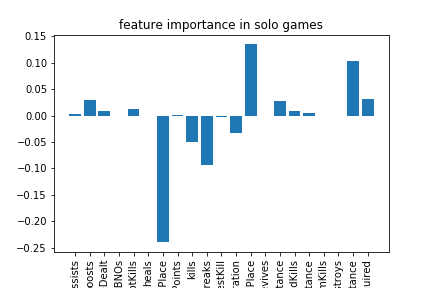 feature importance in solo games
0.15
0.10
0.05
0.00
−0.05
−0.10
−0.15
−0.20
−0.25
ssists
oosts
Dealt
BNOs
otKills
heals
Place
Points
kills
reaks
estKill
ration
Place
vives
tance
dKills
tance
mKills
troys
tance
uired